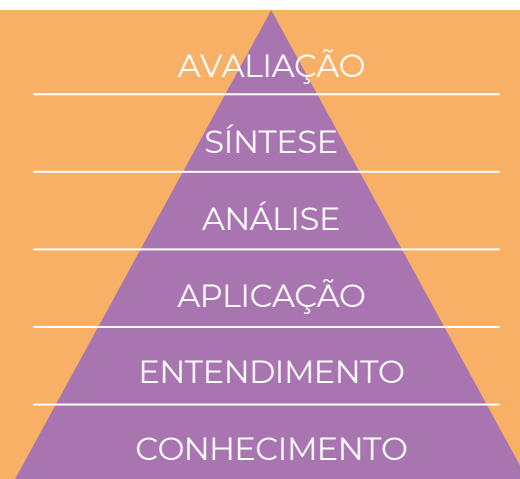 AVALIAÇÃO
SÍNTESE
ANÁLISE
APLICAÇÃO
ENTENDIMENTO
CONHECIMENTO